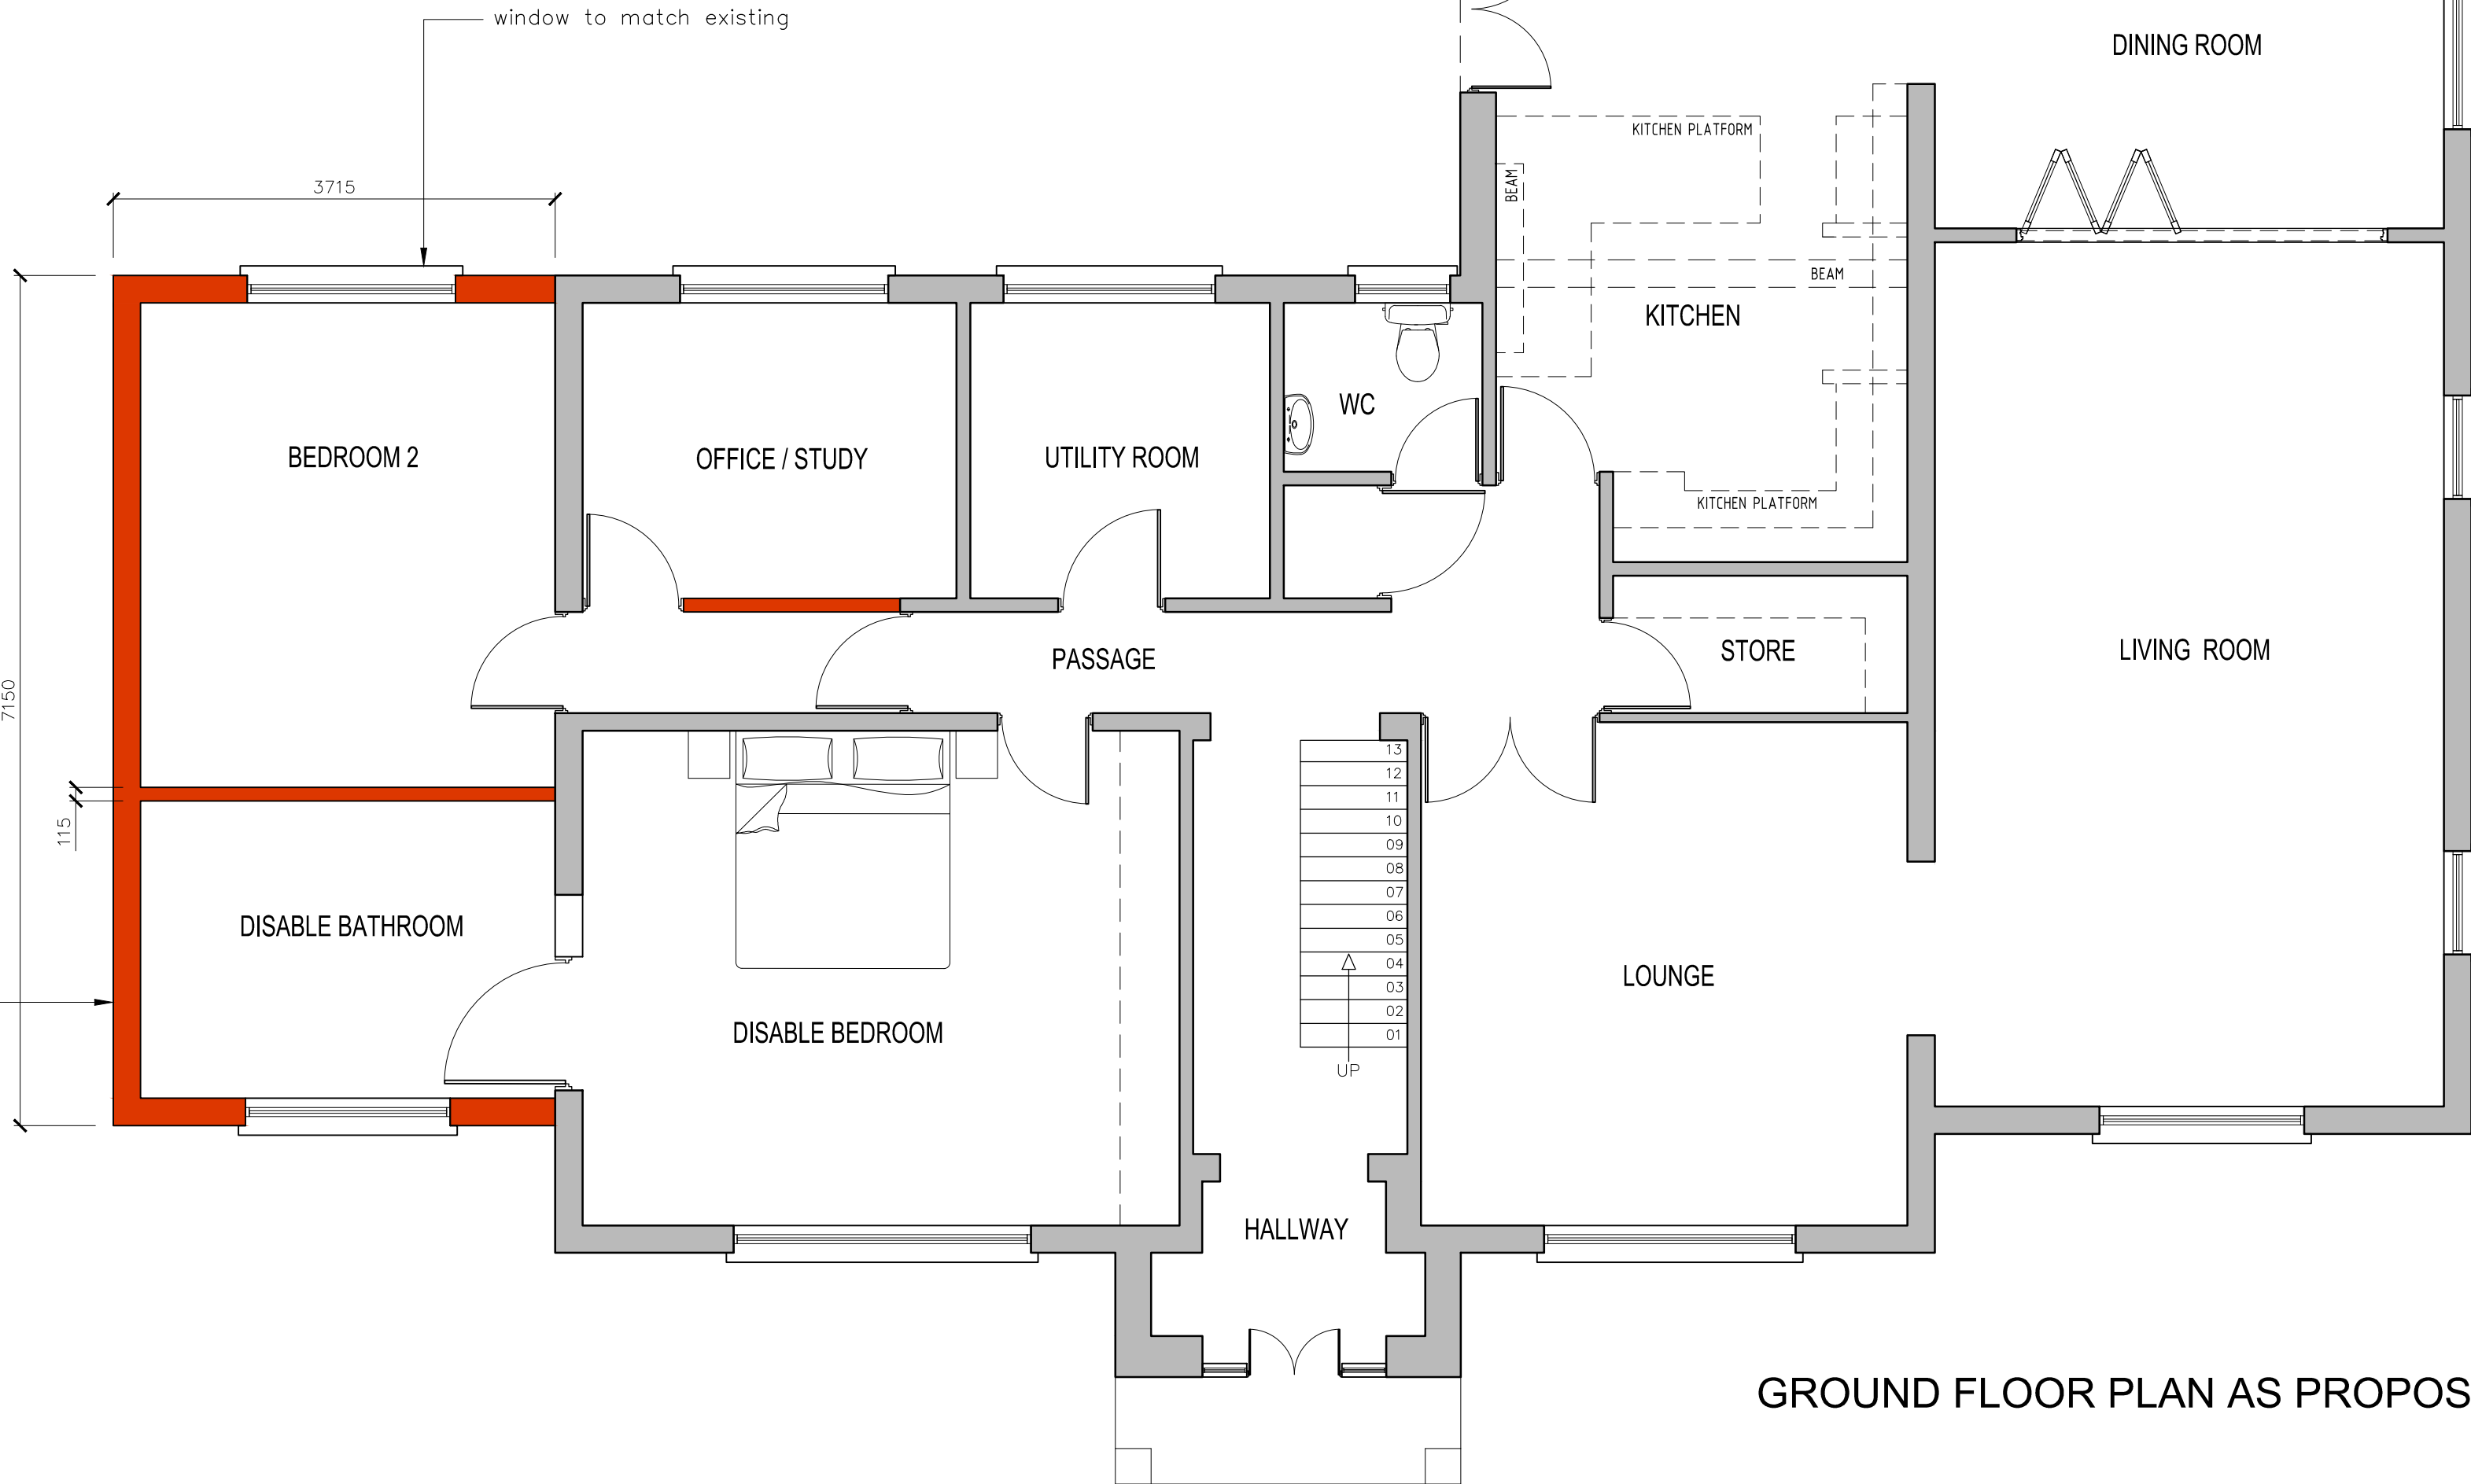 window to match existing
DINING ROOM
KITCHEN PLATFORM
3715
BEAM
BEAM
KITCHEN
WC
BEDROOM 2
OFFICE / STUDY
UTILITY ROOM
KITCHEN PLATFORM
7150
PASSAGE
STORE
LIVING ROOM
115
13
12
11
10
09
08
07
06
05
04
03
02
01
UP
DISABLE BATHROOM
LOUNGE
DISABLE BEDROOM
HALLWAY
GROUND FLOOR PLAN AS PROPOS